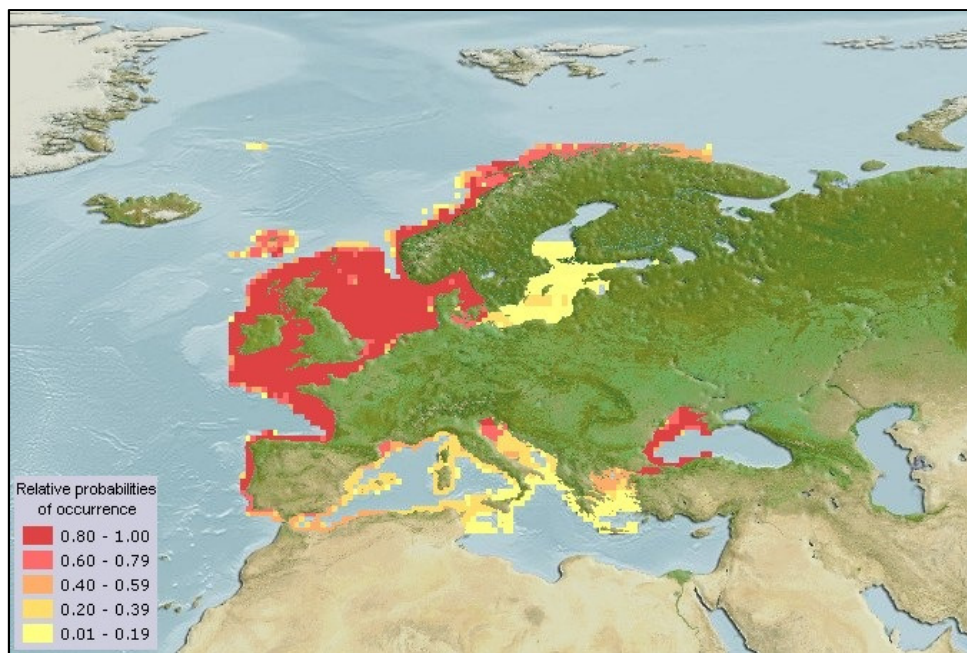 Relative probabilities
of occurrence
0.80 - 1.00
0.60 - 0.79
0.40 - 0.59
0.20 - 0.39
0.01 - 0.19